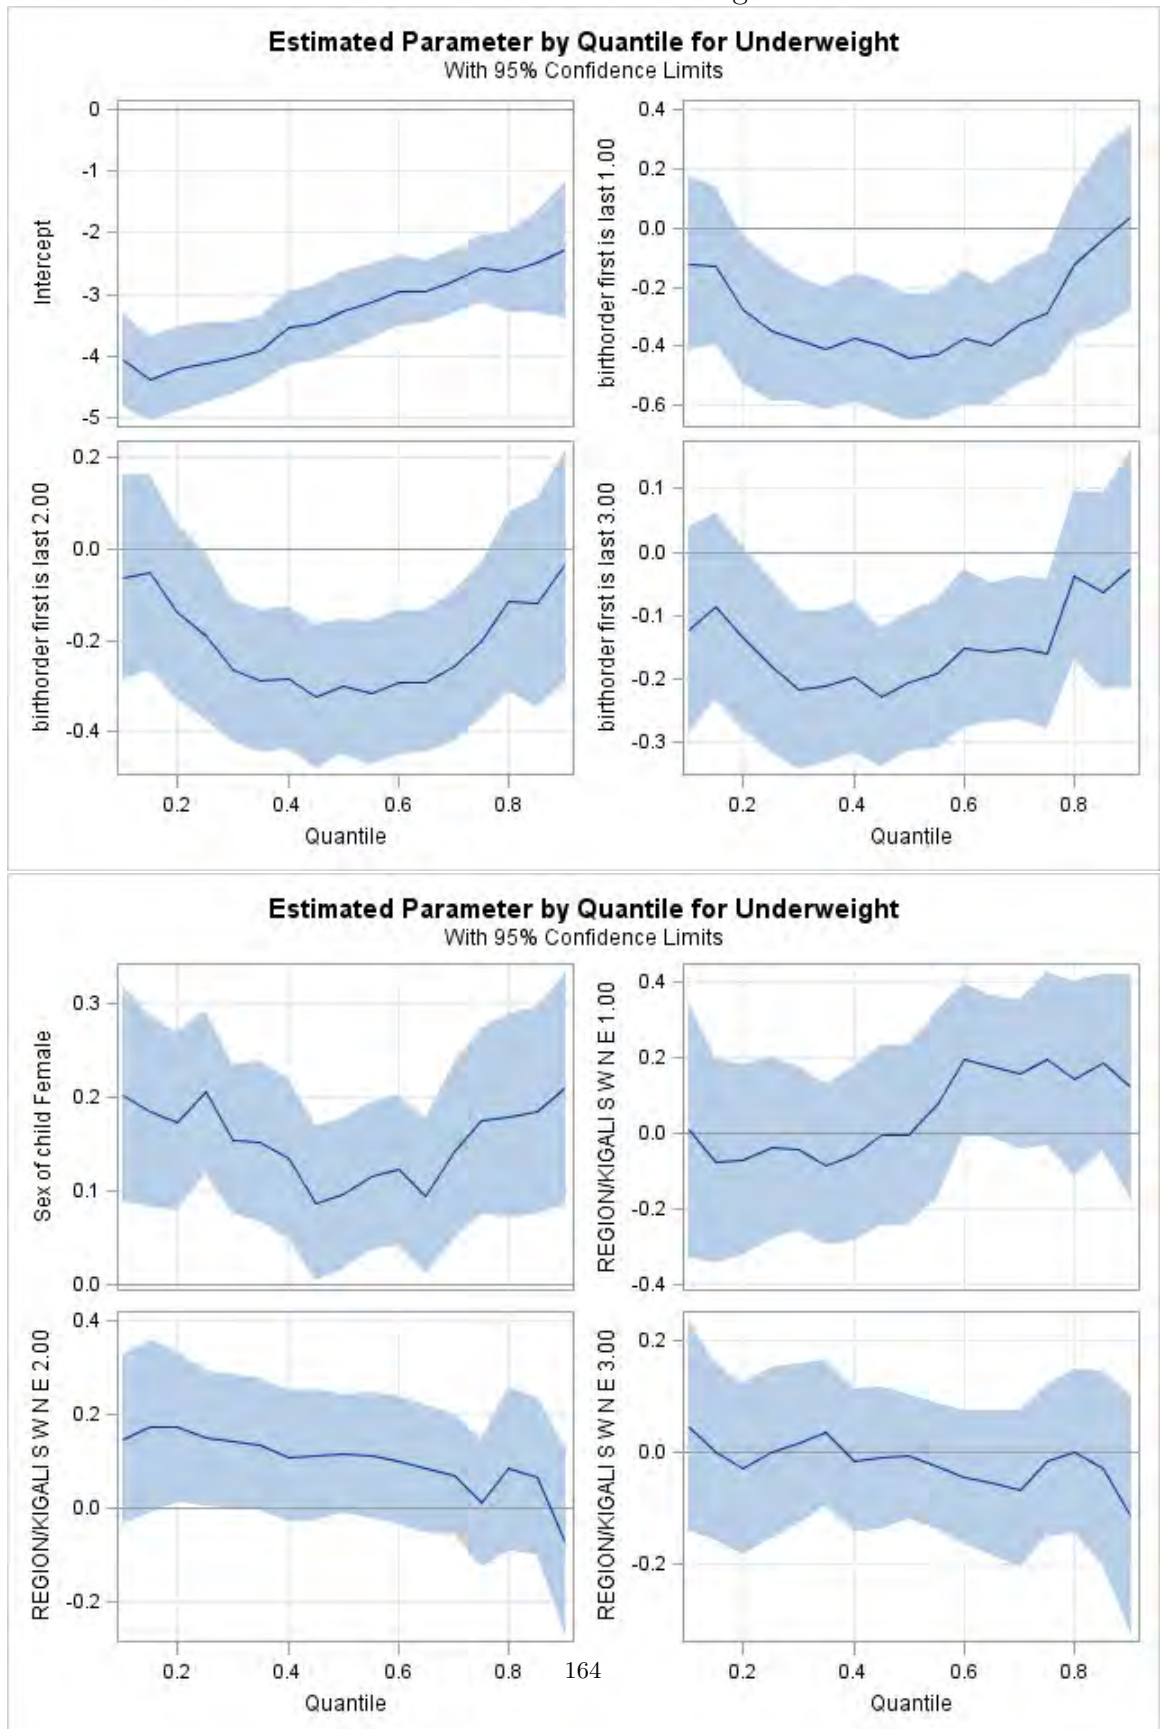 Estimated Parameter by Quantile for Underweight
With 95% Confidence Limits
Intercept
0
-1
-2
-3
-4
-5
birthorder first is last 1.00
0.4
0.2
0.0
-0.2
-0.4
-0.6
birthorder first is last 2.00
0.2
0.0
-0.2
-0.4
0.2 0.4 0.6 0.8
Quantile
birthorder first is last 3.00
0.1
0.0
-0.1
-0.2
-0.3
0.2 0.4 0.6 0.8
Quantile
Estimated Parameter by Quantile for Underweight
With 95% Confidence Limits
Sex of child Female
0.3
0.2
0.1
0.0
REGION/KIGALI S W N E 1.00
0.4
0.2
0.0
-0.2
-0.4
REGION/KIGALI S W N E 2.00
0.4
0.2
0.0
-0.2
0.2 0.4 0.6 0.8
Quantile
REGION/KIGALI S W N E 3.00
0.2
0.0
-0.2
0.2 0.4 0.6 0.8
Quantile
164